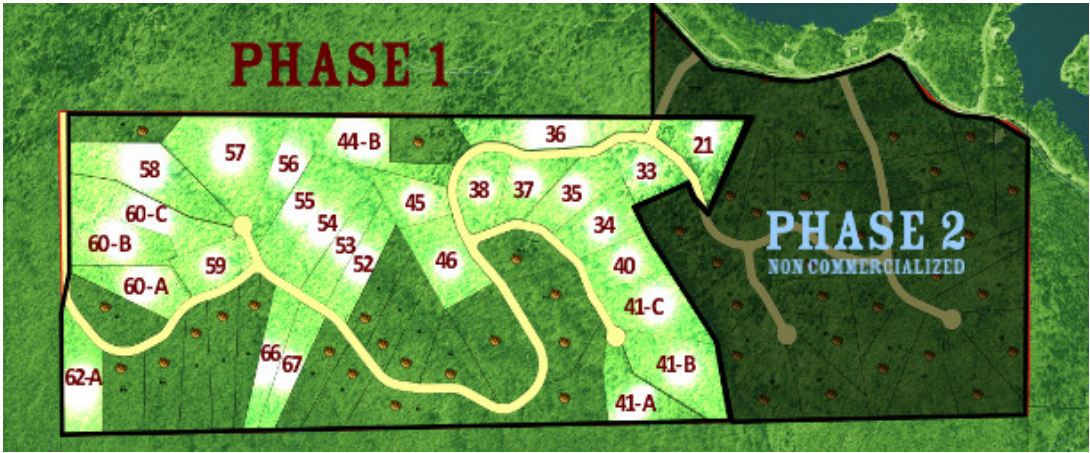 PHASE 1
44-B
36
21
57
56
58
33
38
37
35
45
55
60-C
54
34
60-B
53
PHASE 2
NON COMMERCIALIZED
59
52
46
40
60-A
41-C
66
67
41-B
62-A
41-A